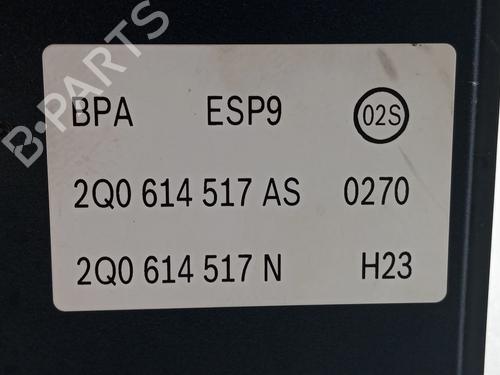 B-PARTS
BPA ESP9 02S
2Q0 614 517 AS 0270
2Q0 614 517 N H23